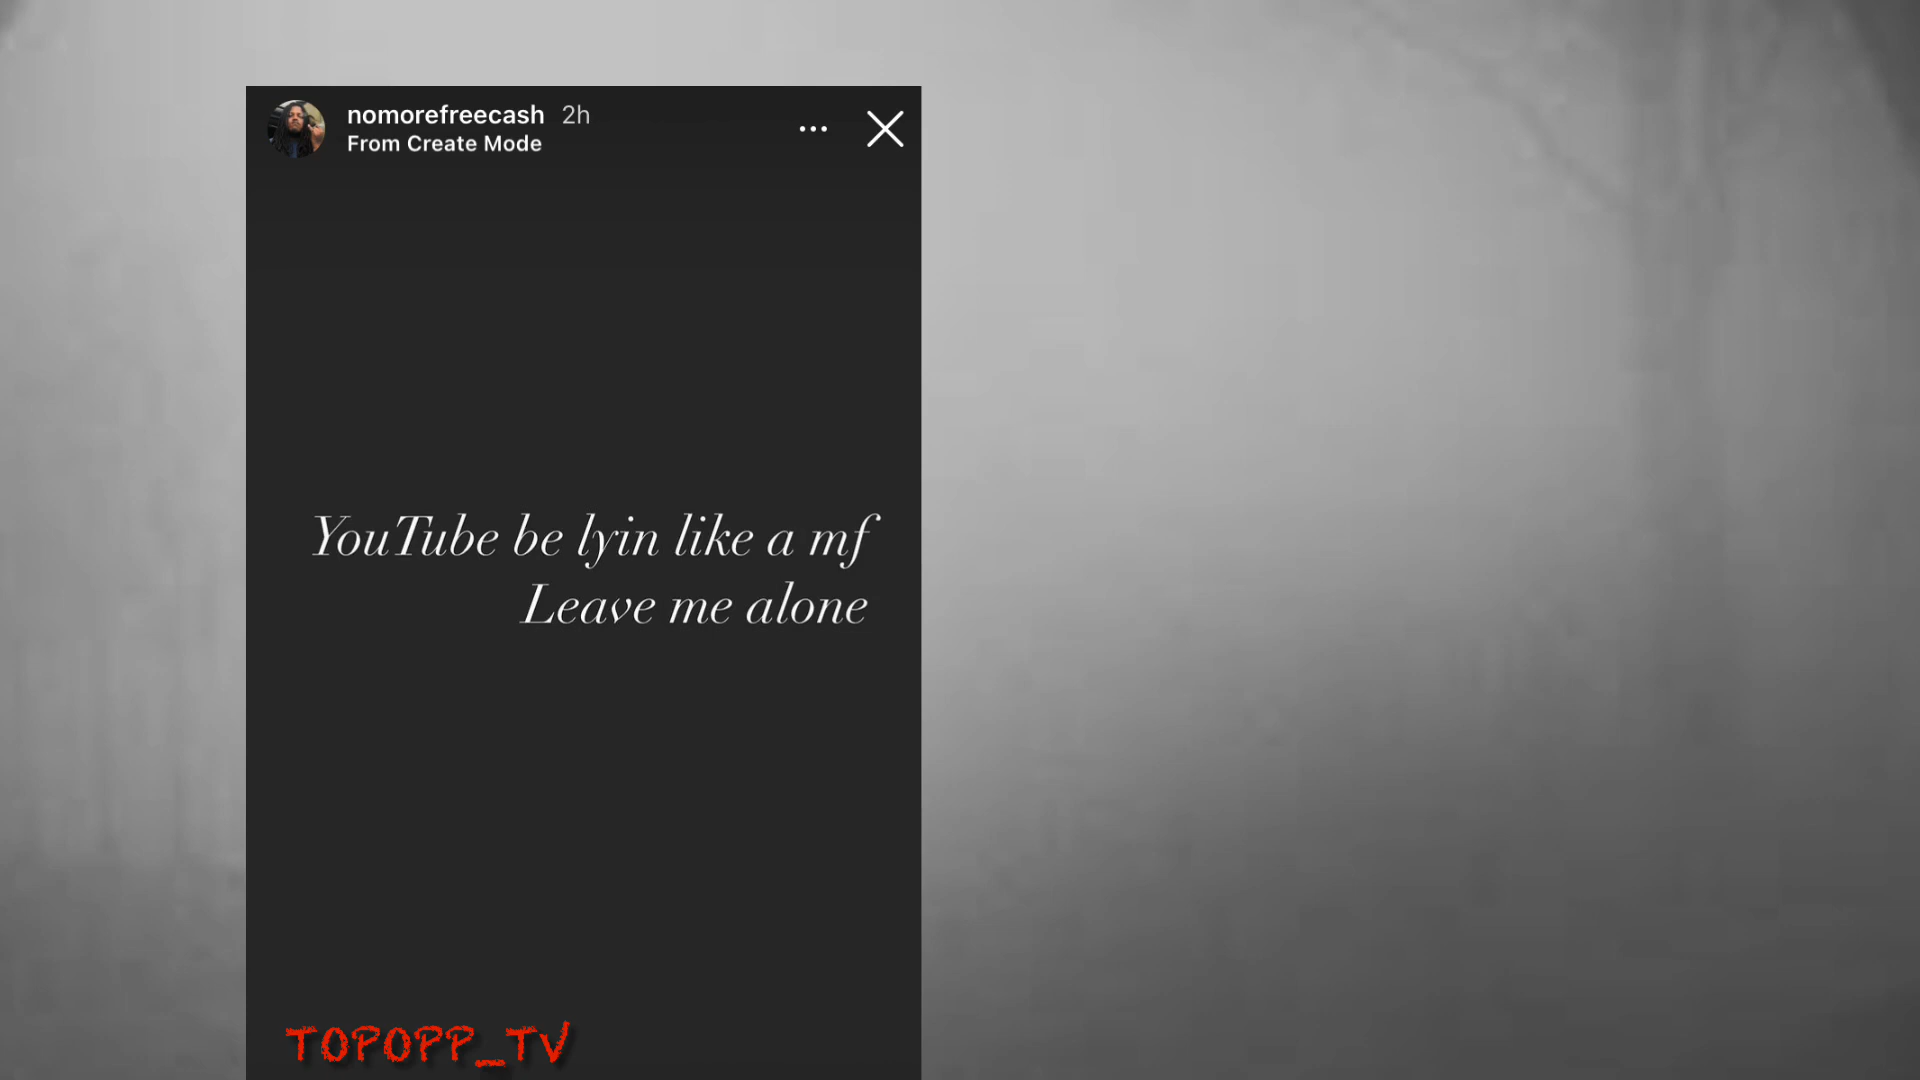 nomorefreecash 2h
From Create Mode
YouTube be lyin like a mf
Leave me alone
TOPOPP_TV